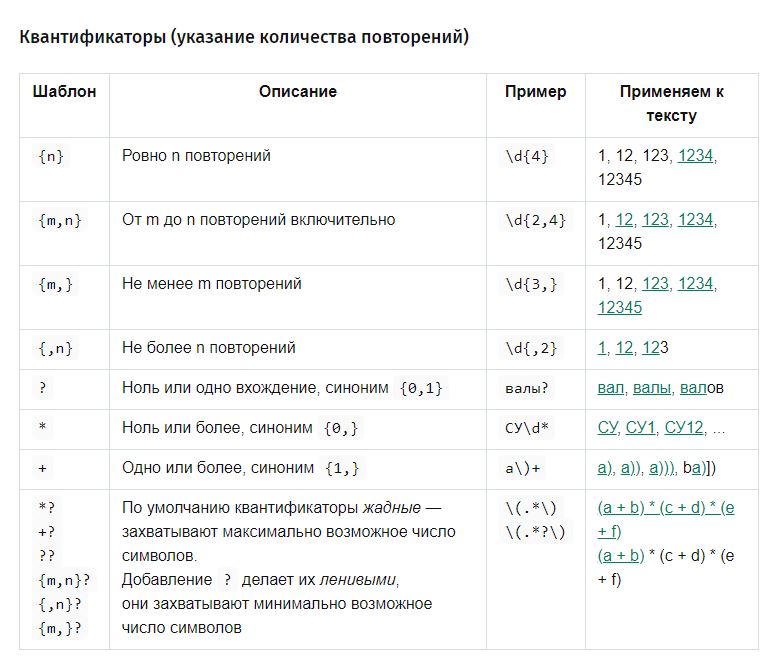 Квантификаторы (указание количества повторений)
Шаблон Описание Пример Применяем к
тексту
{n} Ровно n повторений \d{4} 1, 12, 123, 1234,
12345
{m,n} От m до n повторений включительно \d{2,4} 1, 12, 123, 1234,
12345
{m,} Не менее m повторений \d{3,} 1, 12, 123, 1234,
12345
{,n} Не более n повторений \d{,2} 1, 12, 123
? Ноль или одно вхождение, синоним {0,1} валы? вал, валы, валов
* Ноль или более, синоним {0,} СУ\d* СУ, СУ1, СУ12, ...
+ Одно или более, синоним {1,} a\)+ a), a)), a))), ba)])
*? По умолчанию квантификаторы жадные — \(.*\) (a + b) * (c + d) * (e
+? захватывают максимально возможное число \(.*?\) + f)
?? символов. (a + b) * (c + d) * (e
{m,n}? Добавление ? делает их ленивыми, + f)
{,n}? они захватывают минимально возможное
{m,}? число символов